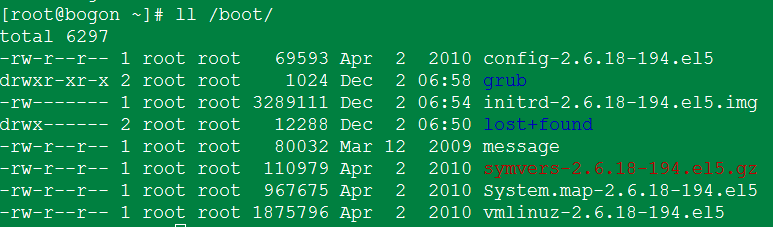 [root@bogon ~]# ll /boot/
total 6297
-rw-r--r-- 1 root root   69593 Apr  2  2010 config-2.6.18-194.el5
drwxr-xr-x 2 root root    1024 Dec  2 06:58 grub
-rw------- 1 root root 3289111 Dec  2 06:54 initrd-2.6.18-194.el5.img
drwx------ 2 root root   12288 Dec  2 06:50 lost+found
-rw-r--r-- 1 root root   80032 Mar 12  2009 message
-rw-r--r-- 1 root root  110979 Apr  2  2010 symvers-2.6.18-194.el5.gz
-rw-r--r-- 1 root root  967675 Apr  2  2010 System.map-2.6.18-194.el5
-rw-r--r-- 1 root root 1875796 Apr  2  2010 vmlinuz-2.6.18-194.el5